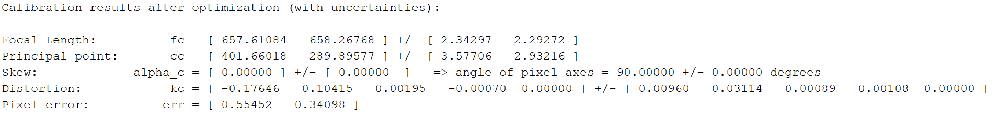 Calibration results after optimization (with uncertainties):
Focal Length: fc = [ 657.61084 658.26768 ] +/- [ 2.34297 2.29272 ]
Principal point: cc = [ 401.66018 289.89577 ] +/- [ 3.57706 2.93216 ]
Skew: alpha_c = [ 0.00000 ] +/- [ 0.00000 ] => angle of pixel axes = 90.00000 +/- 0.00000 degrees
Distortion: kc = [ -0.17646 0.10415 0.00195 -0.00070 0.00000 ] +/- [ 0.00960 0.03114 0.00089 0.00108 0.00000 ]
Pixel error: err = [ 0.55452 0.34098 ]